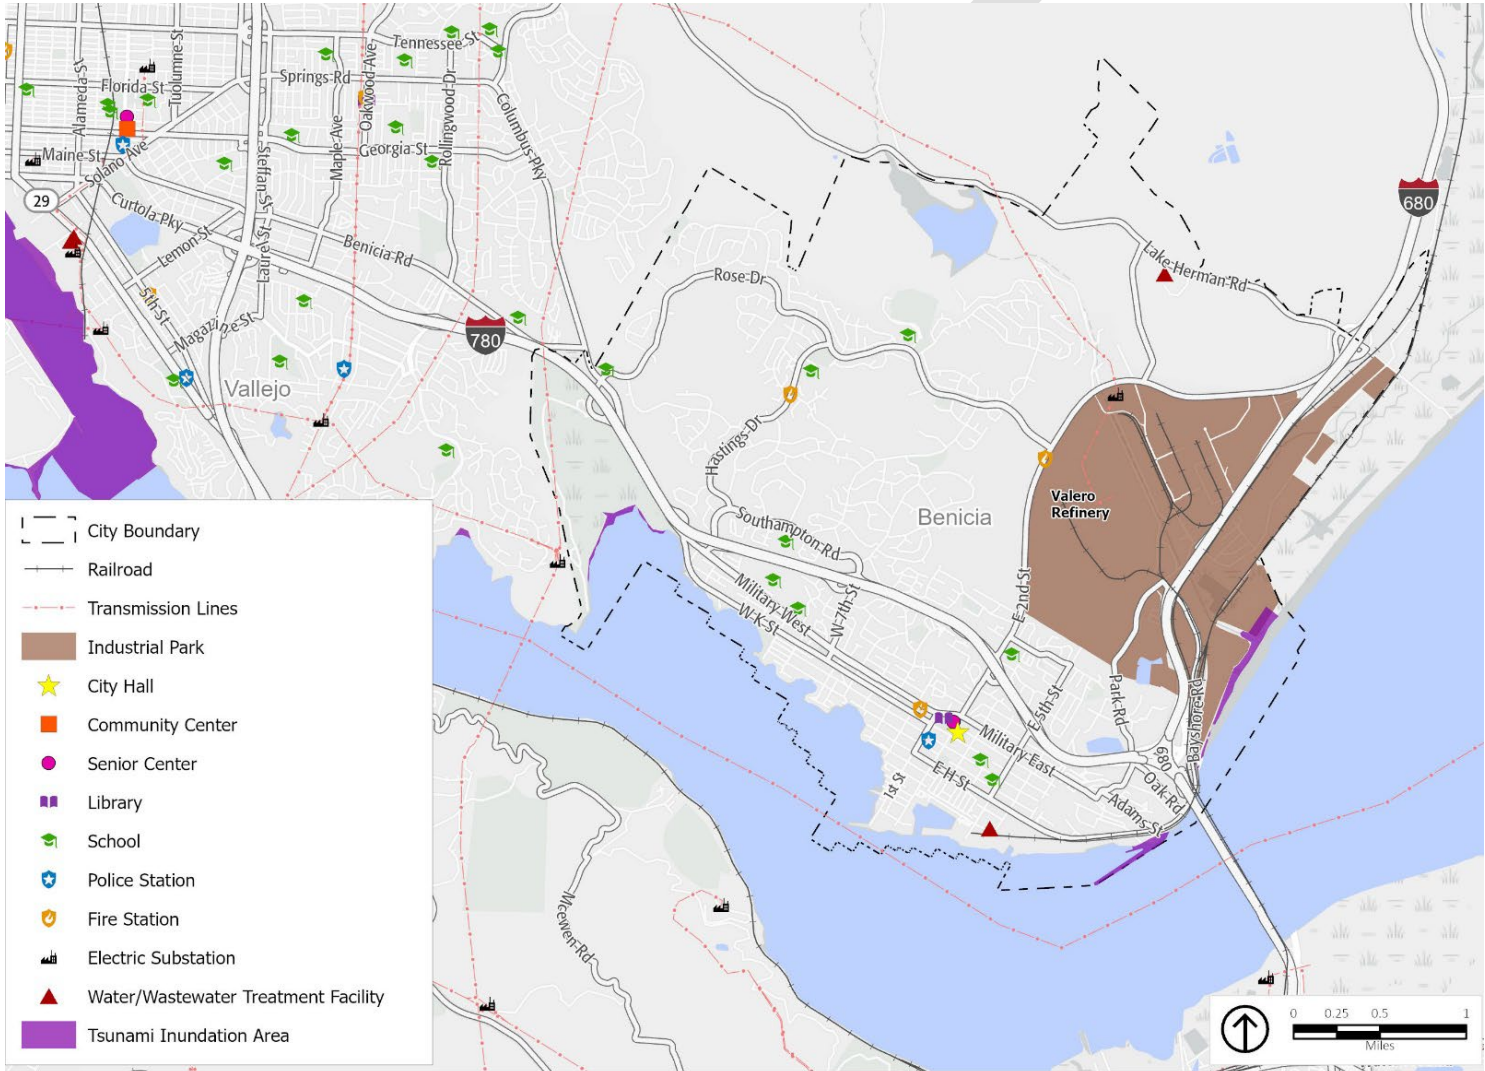 Tennessee St
Springs Rd
Florida St
Alameda St
Tuolumne St
Oakwood Ave
Rollingwood Dr
Columbus Pky
Maine St
Solano Ave
Georgia St
Maple Ave
Steffan St
29
Curtola Pky
Lemon St
Laurel St
Benicia Rd
5th St
Magazine St
780
Vallejo
680
Lake Herman Rd
Rose Dr
Hastings Dr
Valero
Refinery
Benicia
Southampton Rd
Military West
W K St
W 7th St
E 2nd St
E 5th St
Park Rd
Bayshore Rd
680
Military East
Oak Rd
Adams St
E H St
1st St
Mcewen Rd
City Boundary
Railroad
Transmission Lines
Industrial Park
City Hall
Community Center
Senior Center
Library
School
Police Station
Fire Station
Electric Substation
Water/Wastewater Treatment Facility
Tsunami Inundation Area
0 0.25 0.5 1
Miles